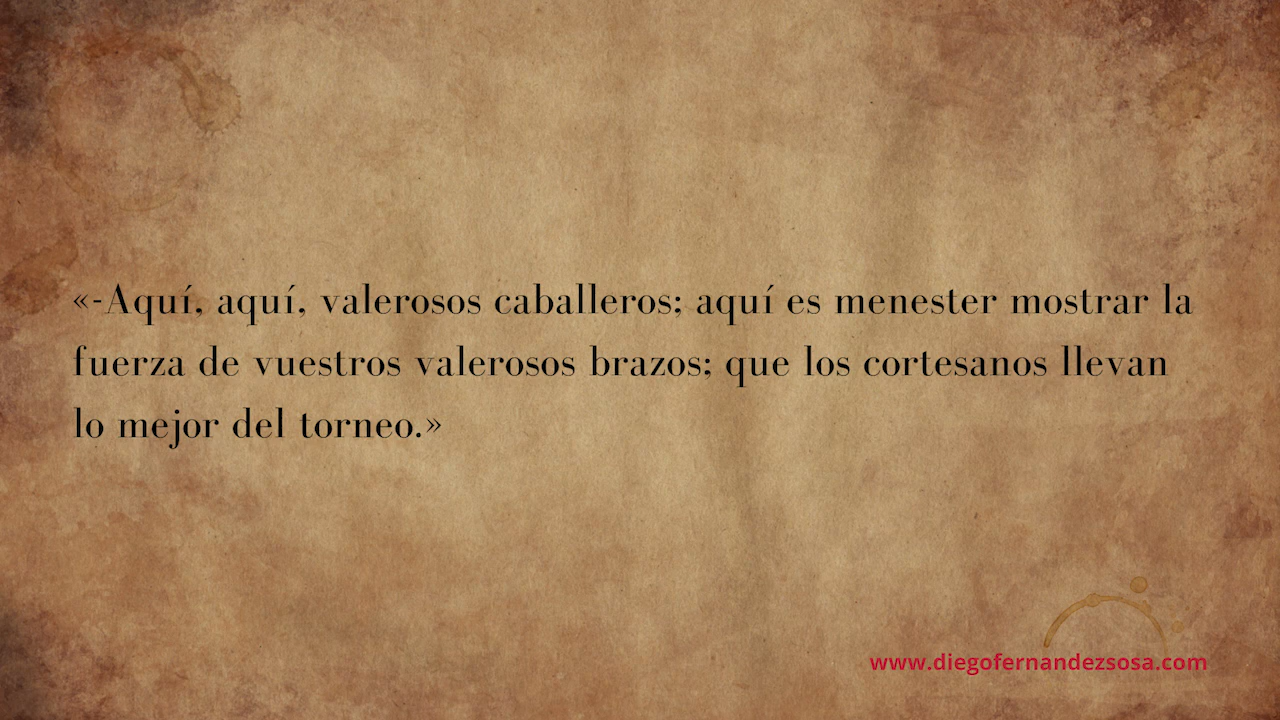 «-Aquí, aquí, valerosos caballeros; aquí es menester mostrar la
fuerza de vuestros valerosos brazos; que los cortesanos llevan
lo mejor del torneo.»
www.diegofernandezsosa.com